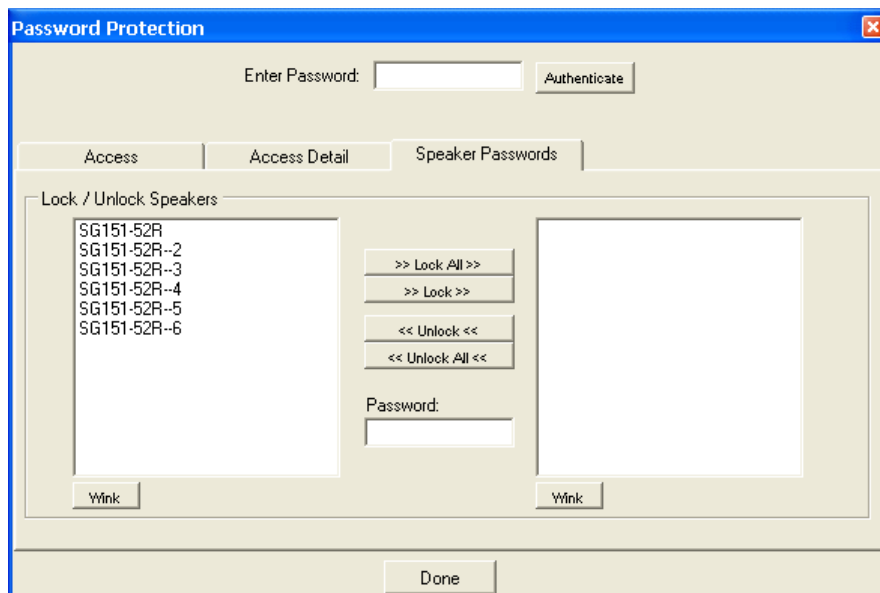 Password Protection
Enter Password:
Authenticate
Access
Access Detail
Speaker Passwords
Lock / Unlock Speakers
SG151-52R
SG151-52R--2
SG151-52R--3
SG151-52R--4
SG151-52R--5
SG151-52R--6
>> Lock All >>
>> Lock >>
<< Unlock <<
<< Unlock All <<
Password:
Wink
Wink
Done